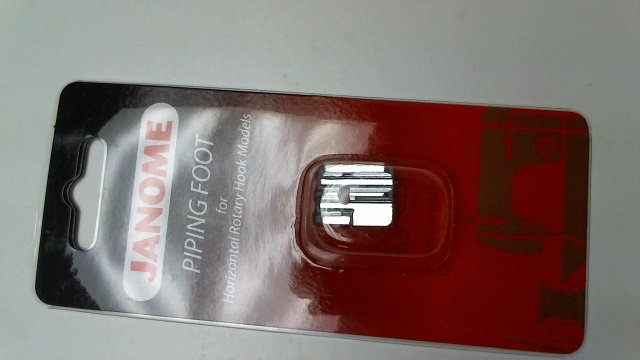 JANOME
PIPING FOOT
for
Horizontal Rotary Hook Models